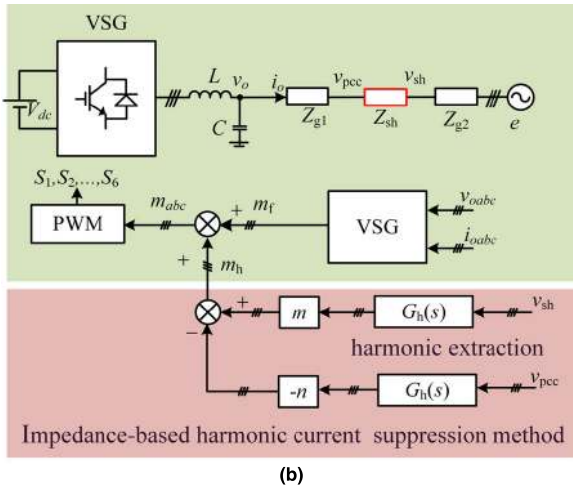 VSG
V_dc
L
v_o
i_o
v_pcc
v_sh
C
Z_g1
Z_sh
Z_g2
e
S_1,S_2,...,S_6
m_abc
+
m_f
v_oabc
PWM
VSG
i_oabc
+
m_h
+
m
G_h(s)
v_sh
−
harmonic extraction
-n
G_h(s)
v_pcc
Impedance-based harmonic current suppression method
(b)